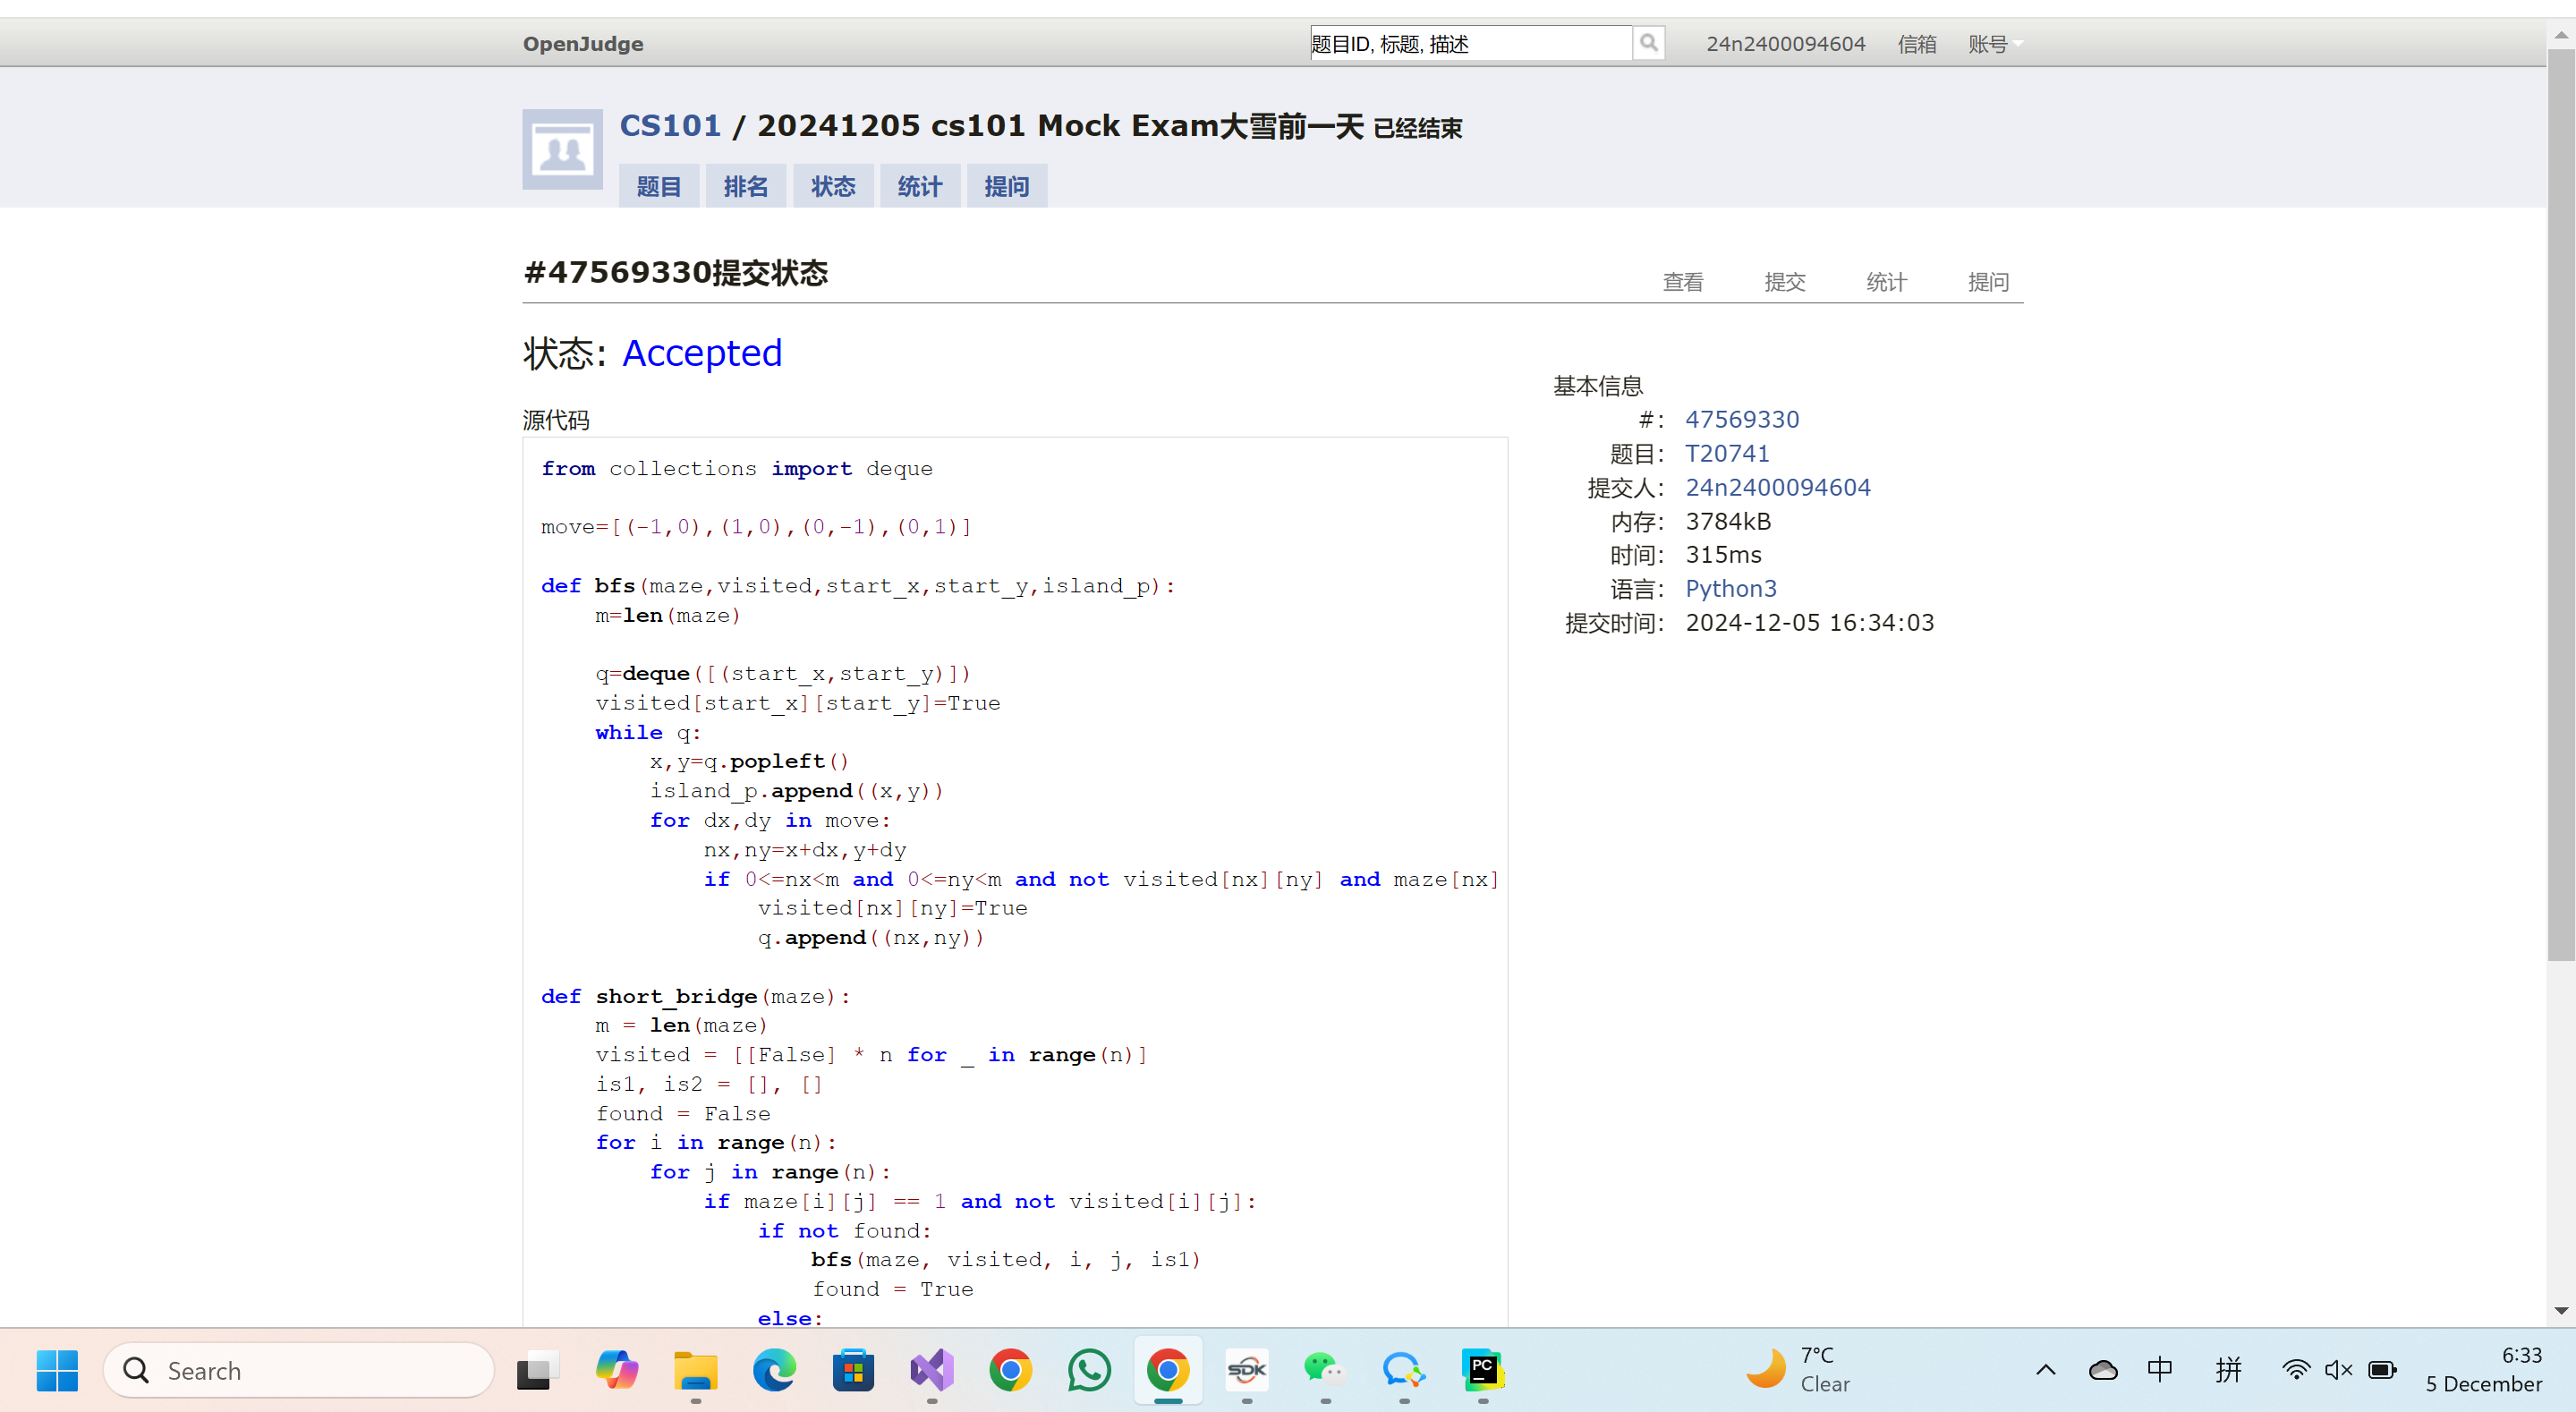 OpenJudge
题目ID, 标题, 描述
24n2400094604 信箱 账号
CS101 / 20241205 cs101 Mock Exam大雪前一天 已经结束
题目 排名 状态 统计 提问
#47569330提交状态
查看 提交 统计 提问
状态: Accepted
源代码
from collections import deque
move=[(-1,0),(1,0),(0,-1),(0,1)]
def bfs(maze,visited,start_x,start_y,island_p):
    m=len(maze)
    q=deque([(start_x,start_y)])
    visited[start_x][start_y]=True
    while q:
        x,y=q.popleft()
        island_p.append((x,y))
        for dx,dy in move:
            nx,ny=x+dx,y+dy
            if 0<=nx<m and 0<=ny<m and not visited[nx][ny] and maze[nx]
                visited[nx][ny]=True
                q.append((nx,ny))
def short_bridge(maze):
    m = len(maze)
    visited = [[False] * n for _ in range(n)]
    is1, is2 = [], []
    found = False
    for i in range(n):
        for j in range(n):
            if maze[i][j] == 1 and not visited[i][j]:
                if not found:
                    bfs(maze, visited, i, j, is1)
                    found = True
                else:
基本信息
#: 47569330
题目: T20741
提交人: 24n2400094604
内存: 3784kB
时间: 315ms
语言: Python3
提交时间: 2024-12-05 16:34:03
Search
SDK
PC
7°C
Clear
中
拼
6:33
5 December